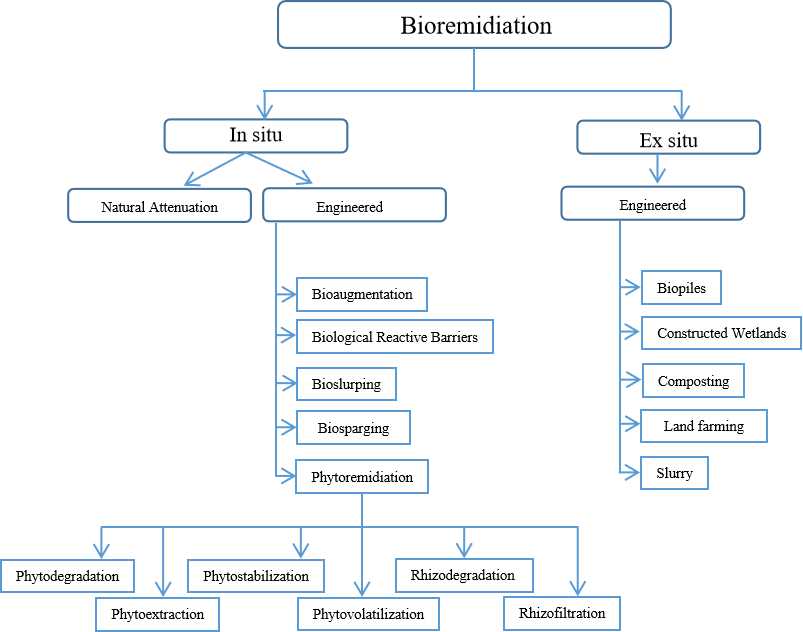 Bioremidiation
In situ
Ex situ
Natural Attenuation
Engineered
Engineered
Bioaugmentation
Biological Reactive Barriers
Bioslurping
Biosparging
Phytoremidiation
Biopiles
Constructed Wetlands
Composting
Land farming
Slurry
Phytodegradation
Phytostabilization
Rhizodegradation
Phytoextraction
Phytovolatilization
Rhizofiltration